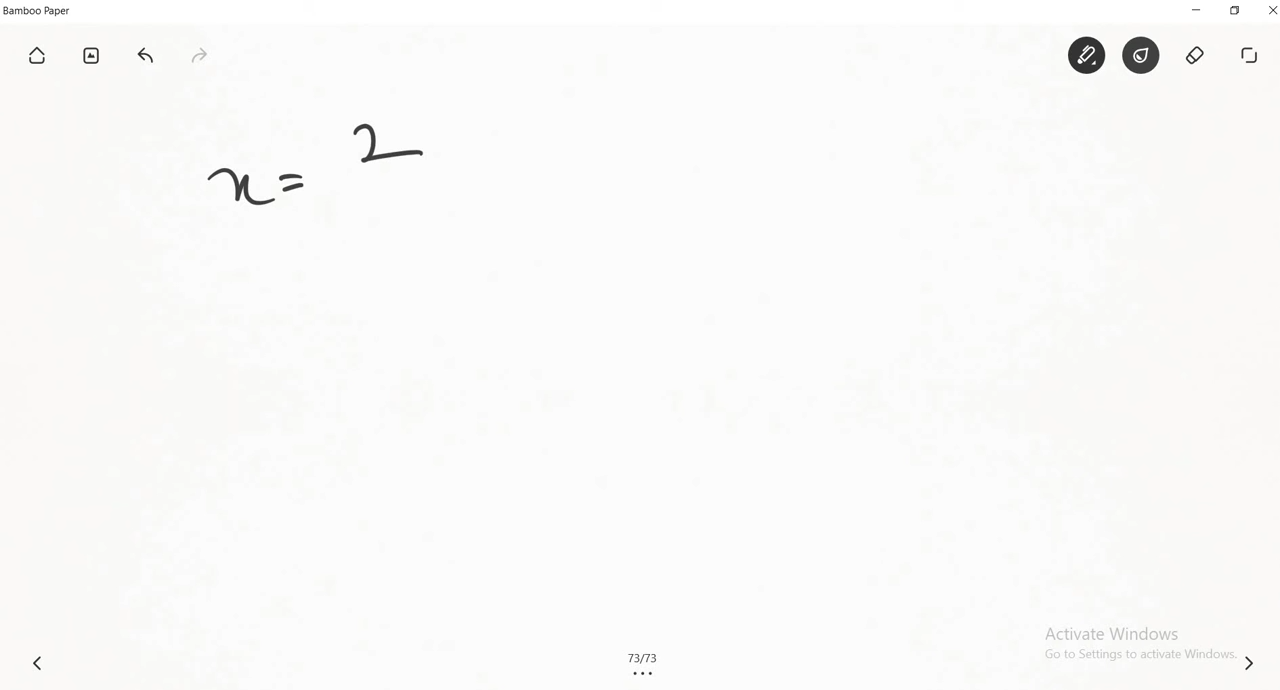 Bamboo Paper
2
x =
73/73
Activate Windows
Go to Settings to activate Windows.